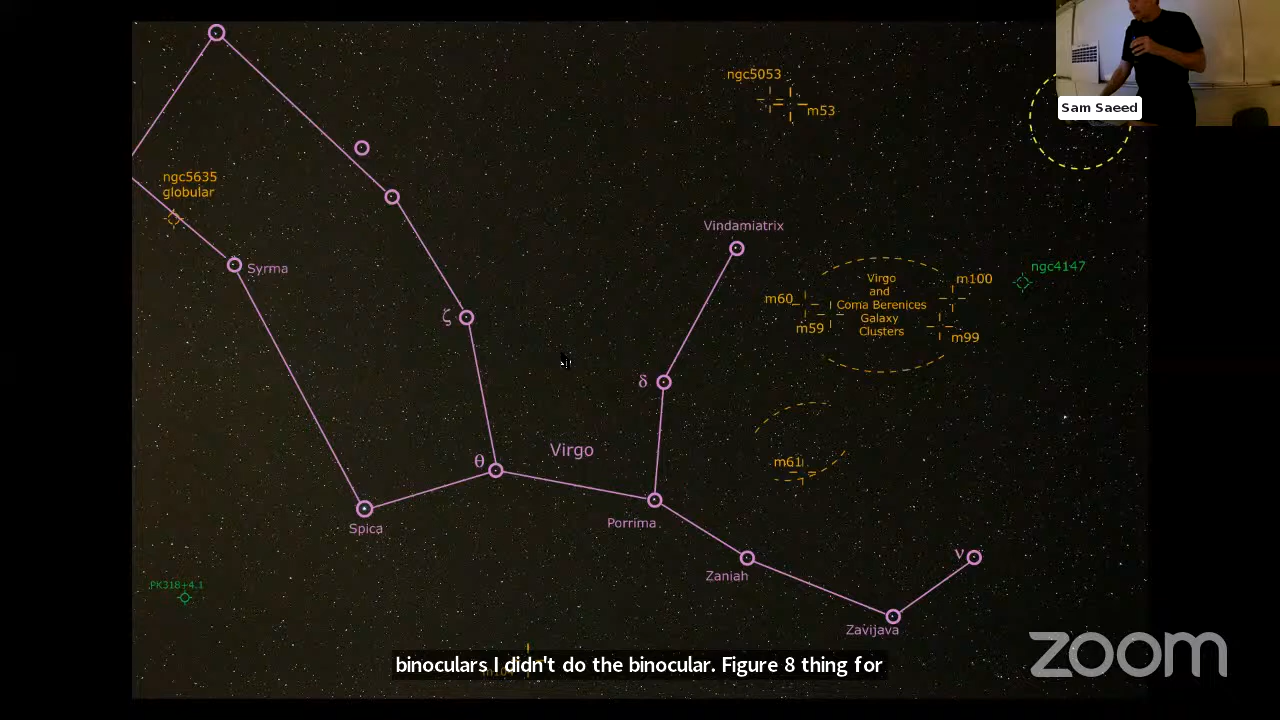 ngc5053
m53
Sam Saeed
ngc5635
globular
Vindamiatrix
Syrma
ngc4147
m100
Virgo
and
Coma Berenices
Galaxy
Clusters
m60
m59
m99
ζ
δ
Virgo
θ
m61
Spica
Porrima
ν
Zaniah
PK318+4.1
Zavijava
binoculars I didn't do the binocular. Figure 8 thing for
zoom